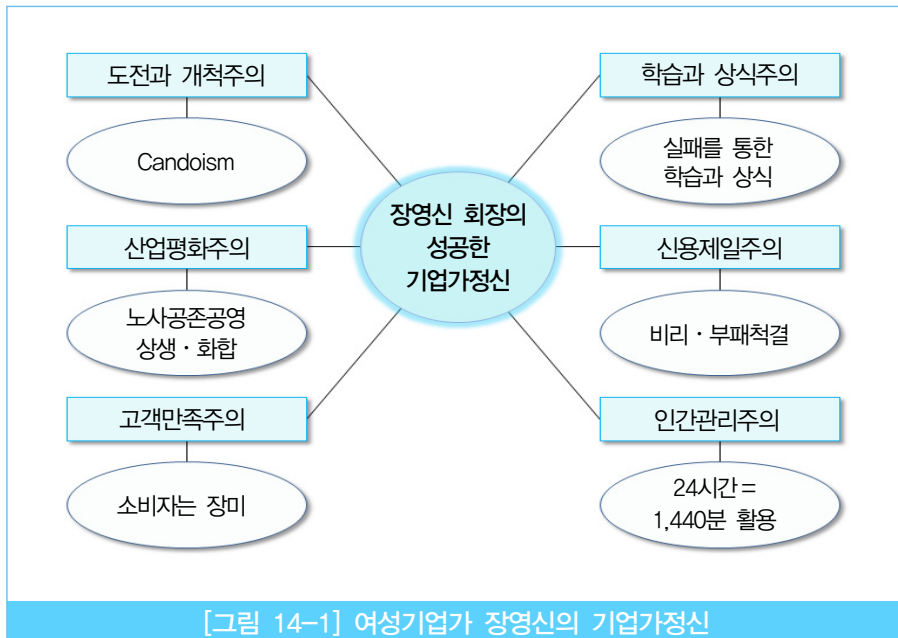 도전과 개척주의
Candoism
산업평화주의
노사공존공영
상생·화합
고객만족주의
소비자는 장미
장영신 회장의
성공한
기업가정신
학습과 상식주의
실패를 통한
학습과 상식
신용제일주의
비리·부패척결
인간관리주의
24시간=
1,440분 활용
[그림 14-1] 여성기업가 장영신의 기업가정신